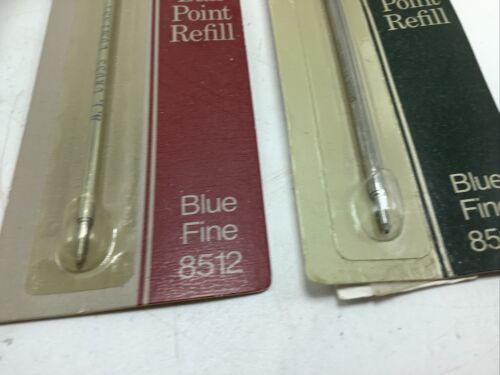 Point
Refill
Blue
Fine
8512
Point
Refill
Blue
Fine
85